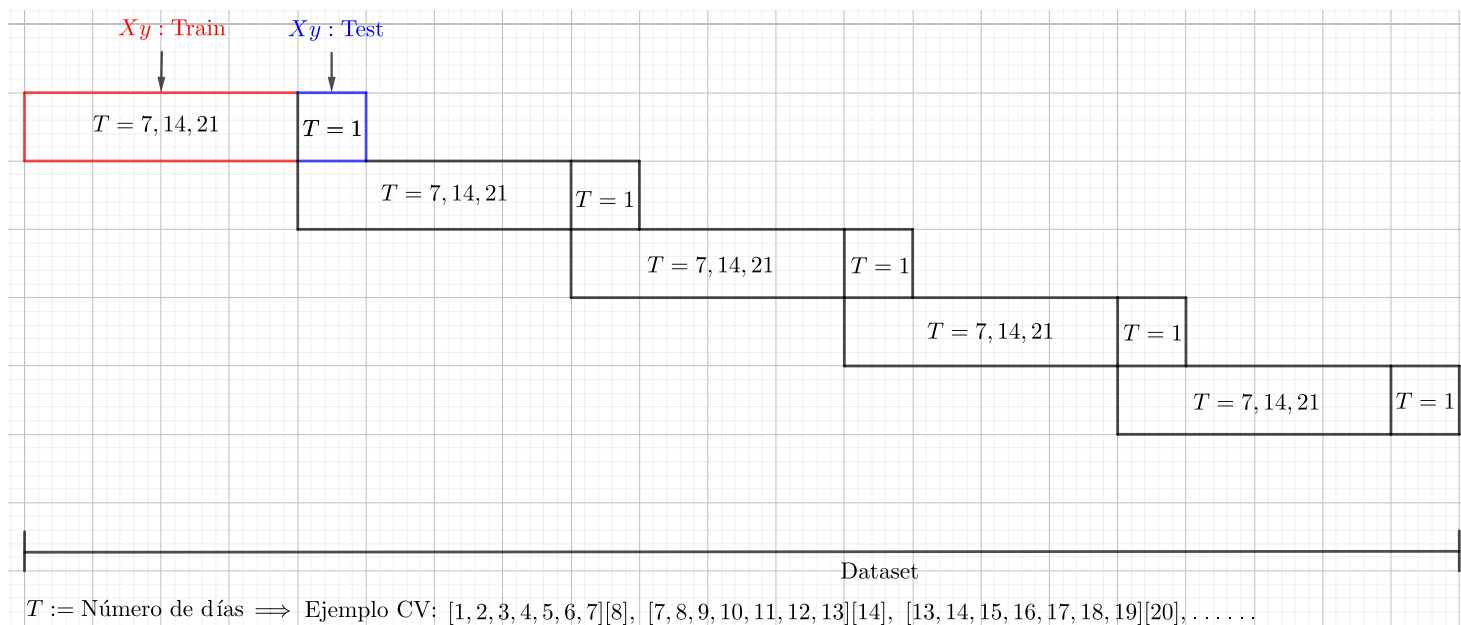 Xy : Train Xy : Test
T = 7, 14, 21 T = 1
T = 7, 14, 21 T = 1
T = 7, 14, 21 T = 1
T = 7, 14, 21 T = 1
T = 7, 14, 21 T = 1
Dataset
T := Número de días ⟹ Ejemplo CV: [1, 2, 3, 4, 5, 6, 7][8], [7, 8, 9, 10, 11, 12, 13][14], [13, 14, 15, 16, 17, 18, 19][20], . . . . . .